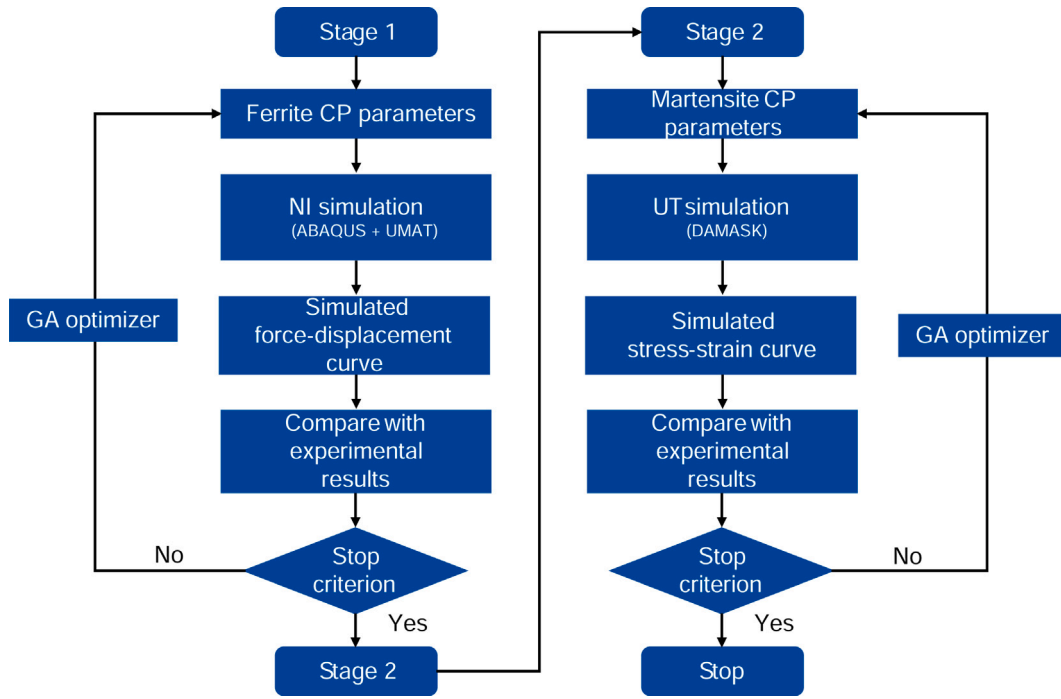 Stage 1
Ferrite CP parameters
NI simulation
(ABAQUS + UMAT)
GA optimizer
Simulated
force-displacement
curve
Compare with
experimental
results
No
Stop
criterion
Yes
Stage 2
Stage 2
Martensite CP
parameters
UT simulation
(DAMASK)
Simulated
stress-strain curve
GA optimizer
Compare with
experimental
results
Stop
criterion
No
Yes
Stop